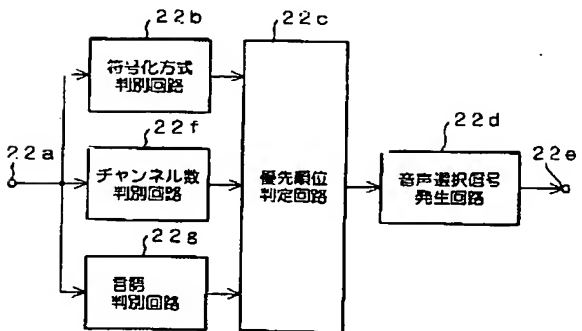 22b
22c
符号化方式
判別回路
22a
22f
チャンネル数
判別回路
優先順位
判定回路
22d
音声選択信号
発生回路
22e
22g
言語
判別回路